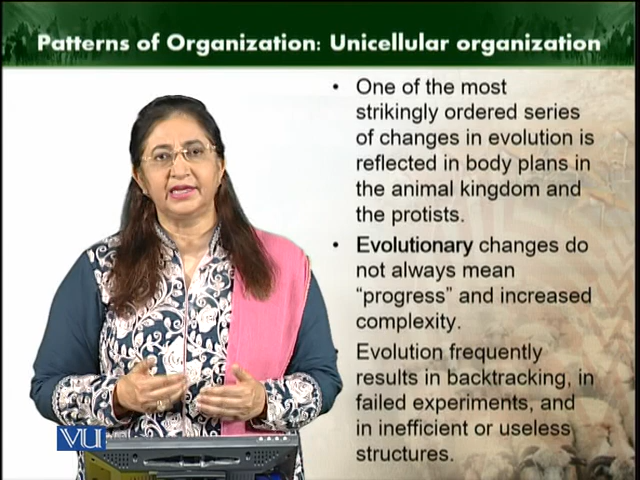 Patterns of Organization: Unicellular organization
• One of the most
strikingly ordered series
of changes in evolution is
reflected in body plans in
the animal kingdom and
the protists.
• Evolutionary changes do
not always mean
“progress” and increased
complexity.
Evolution frequently
results in backtracking, in
failed experiments, and
in inefficient or useless
structures.
VU